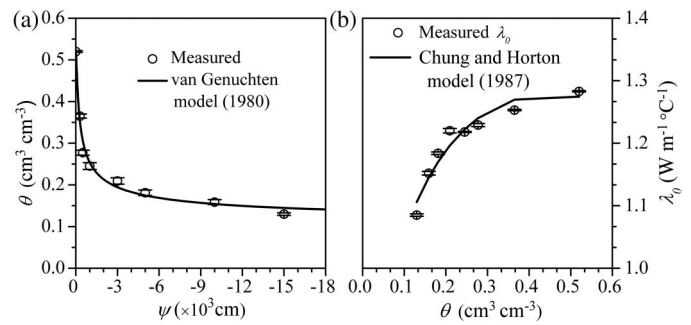 (a)
0.6
0.5
0.4
0.3
0.2
0.1
0.0
θ (cm³ cm⁻³)
Measured
van Genuchten
model (1980)
0 -3 -6 -9 -12 -15 -18
ψ(×10³cm)
(b)
Measured λ₀
Chung and Horton
model (1987)
1.4
1.3
1.2
1.1
1.0
λ₀ (W m⁻¹ °C⁻¹)
0.0 0.1 0.2 0.3 0.4 0.6
θ (cm³ cm⁻³)